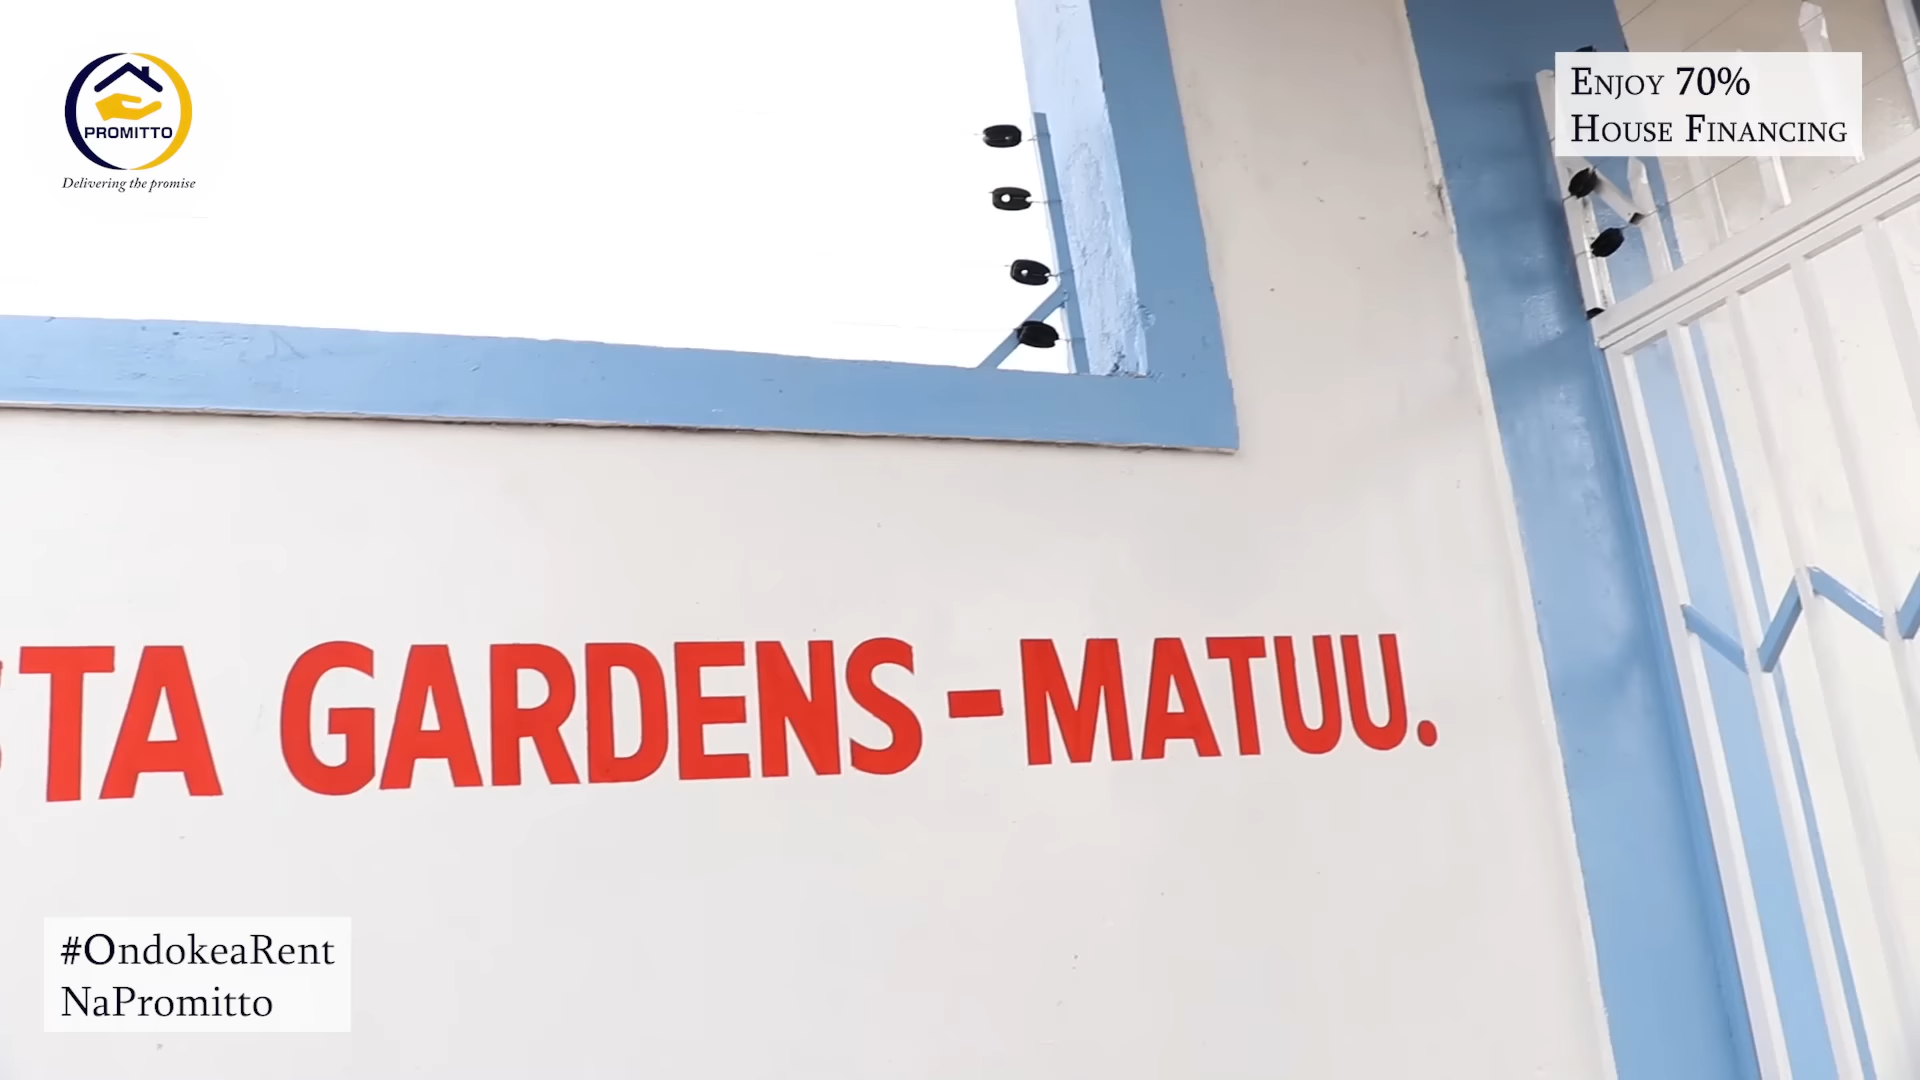 PROMITTO
Delivering the promise
ENJOY 70%
HOUSE FINANCING
TA GARDENS -MATUU.
#OndokeaRent
NaPromitto